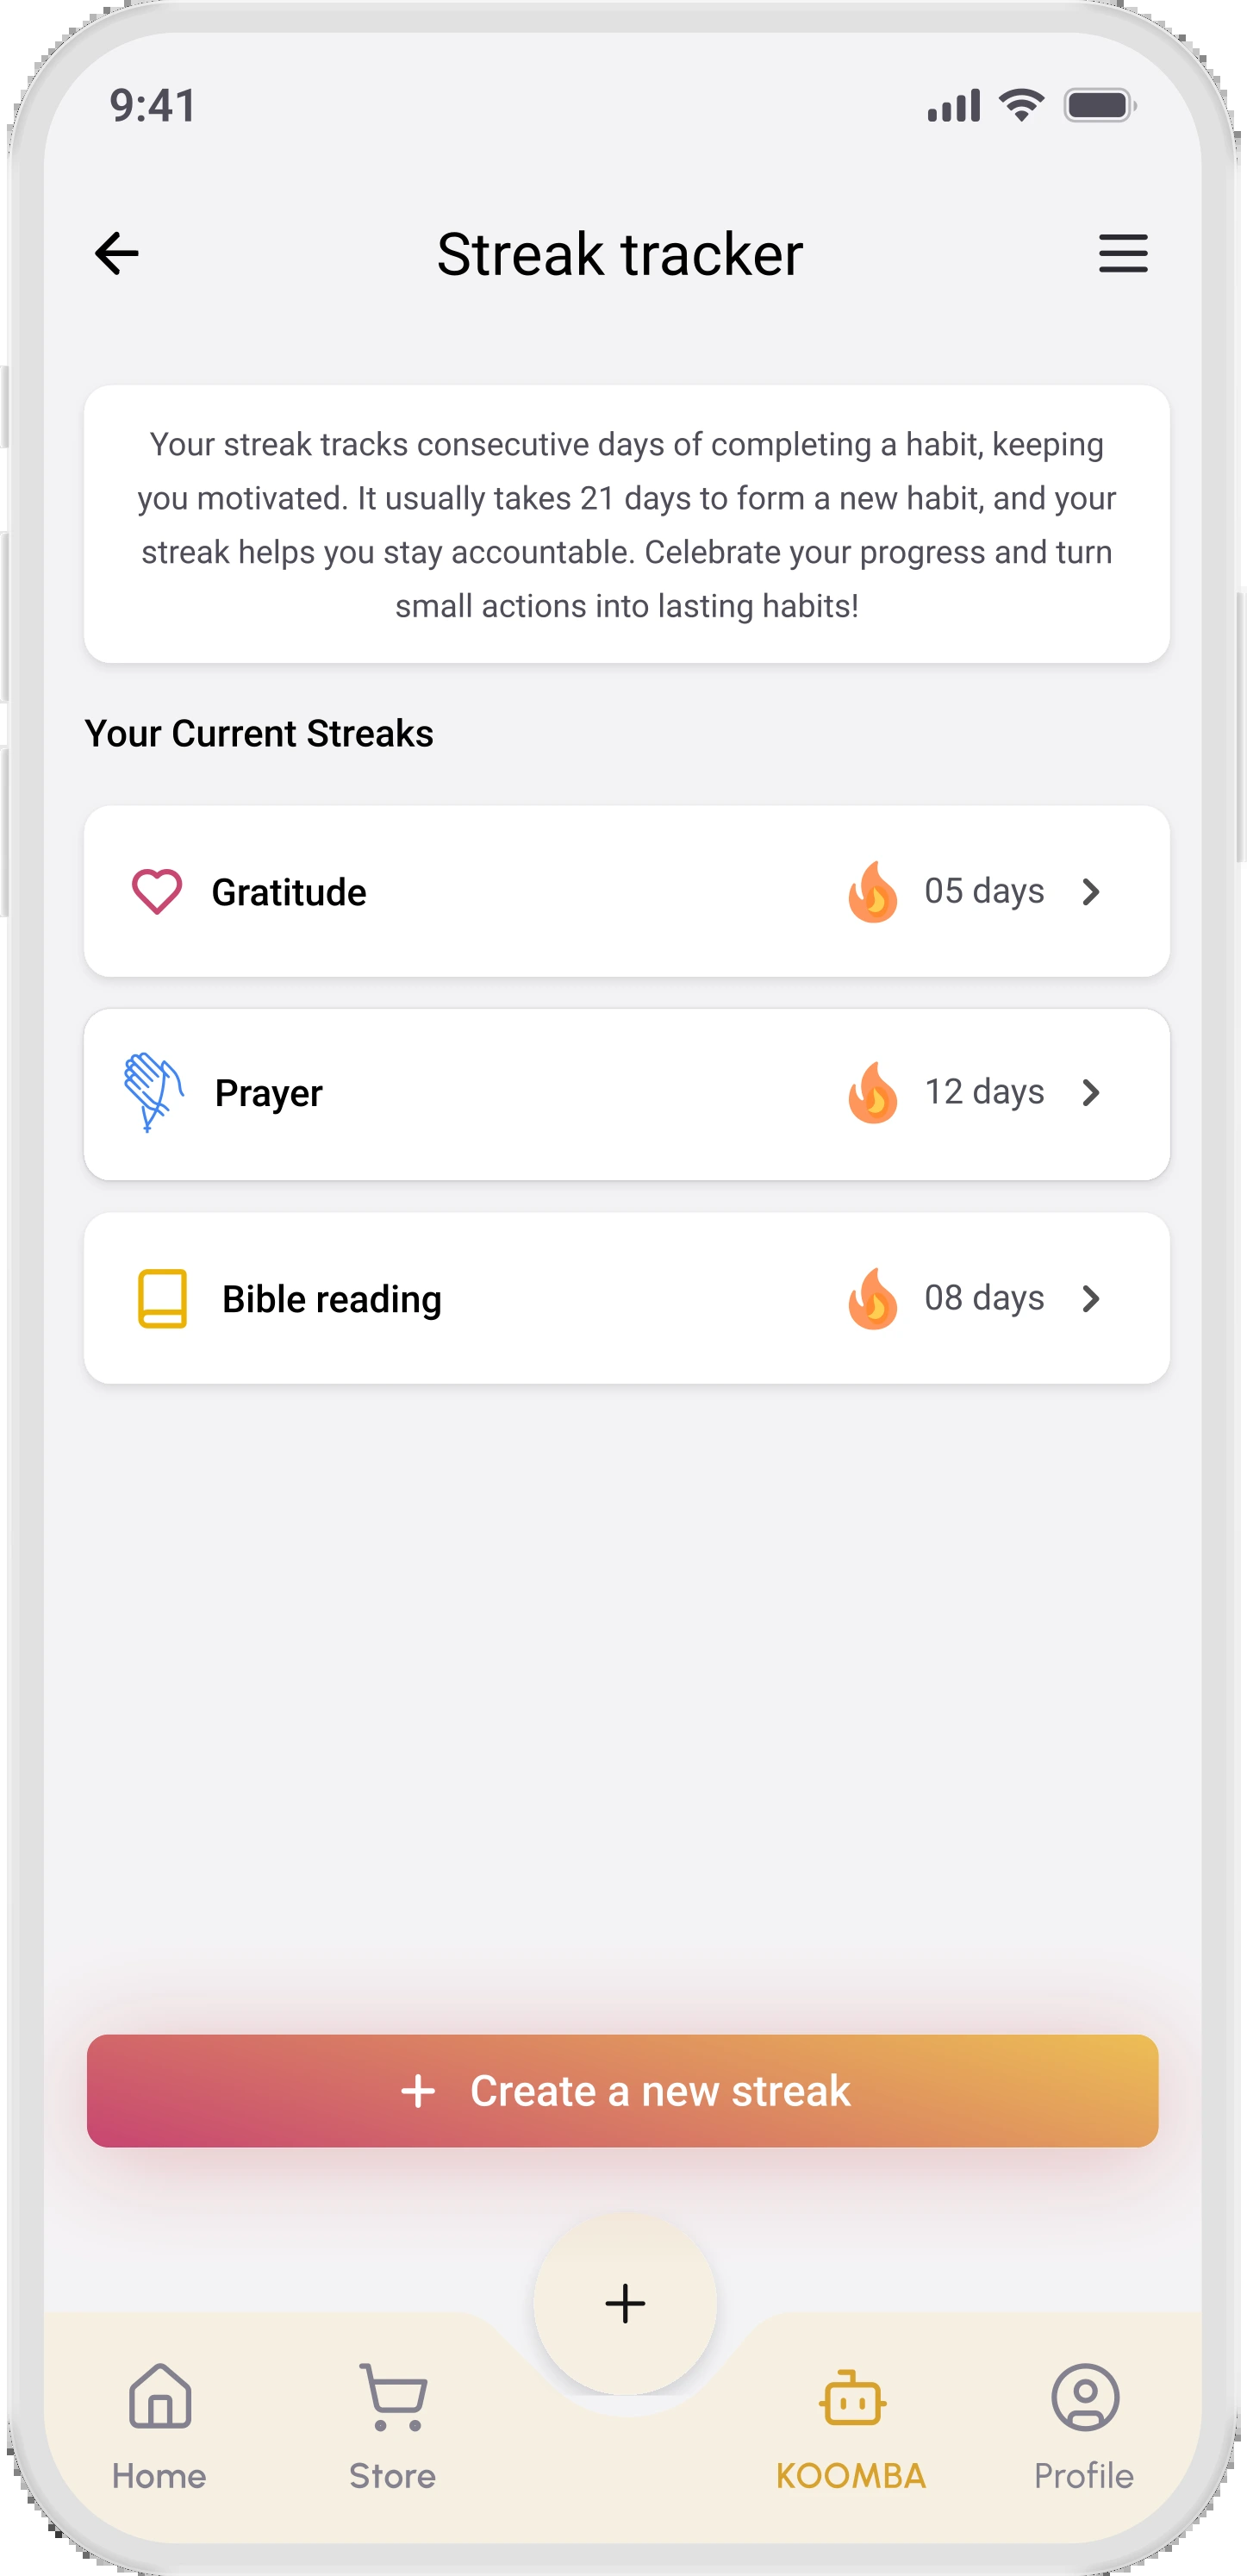 9:41
Streak tracker
Your streak tracks consecutive days of completing a habit, keeping
you motivated. It usually takes 21 days to form a new habit, and your
streak helps you stay accountable. Celebrate your progress and turn
small actions into lasting habits!
Your Current Streaks
Gratitude 05 days
Prayer 12 days
Bible reading 08 days
+ Create a new streak
+
Home Store KOOMBA Profile